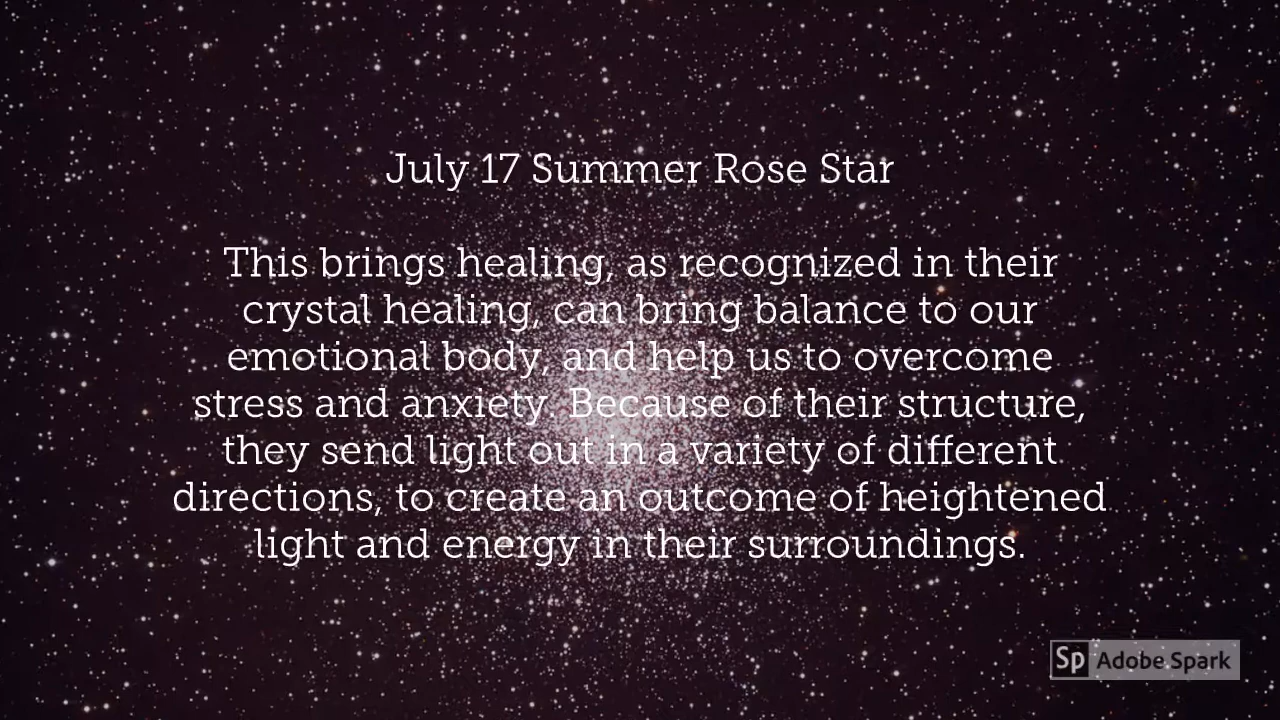 July 17 Summer Rose Star
This brings healing, as recognized in their
crystal healing, can bring balance to our
emotional body, and help us to overcome
stress and anxiety. Because of their structure,
they send light out in a variety of different
directions, to create an outcome of heightened
light and energy in their surroundings.
Sp Adobe Spark